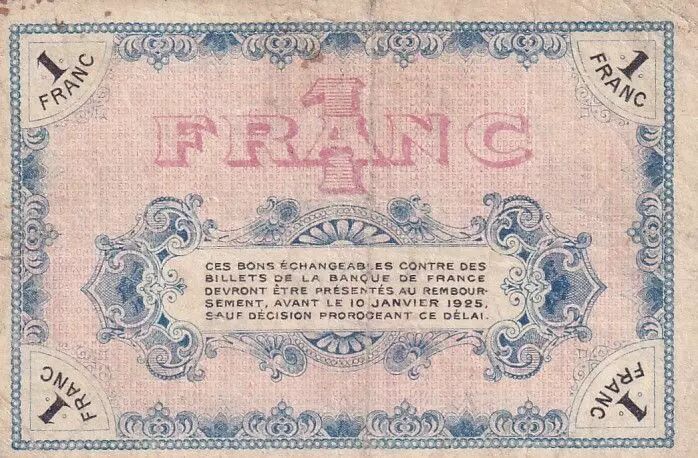 1 FRANC
1 FRANC
1
FRANC
CES BONS ÉCHANGEABLES CONTRE DES
BILLETS DE LA BANQUE DE FRANCE
DEVRONT ÊTRE PRÉSENTÉS AU REMBOUR-
SEMENT, AVANT LE 10 JANVIER 1925,
SAUF DÉCISION PROROGEANT CE DÉLAI.
1 FRANC
1 FRANC